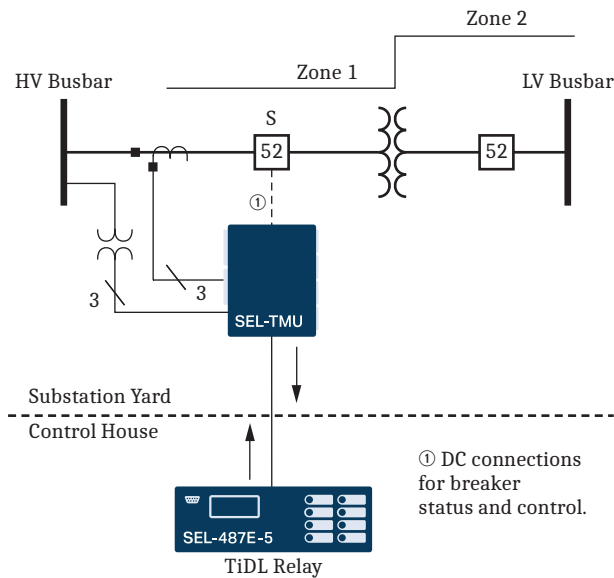 Zone 2
Zone 1
HV Busbar
LV Busbar
S
52
52
①
3
3
SEL-TMU
Substation Yard
Control House
① DC connections
for breaker
status and control.
SEL-487E-5
TiDL Relay